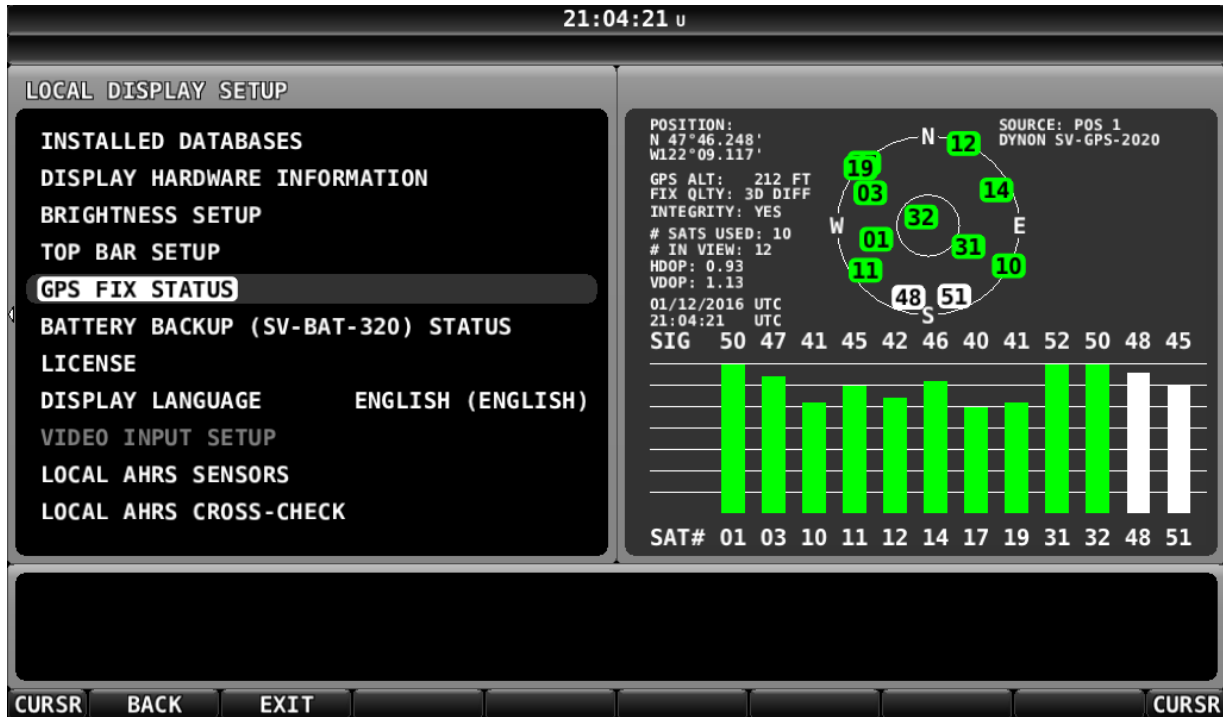 21:04:21 U
LOCAL DISPLAY SETUP
INSTALLED DATABASES
DISPLAY HARDWARE INFORMATION
BRIGHTNESS SETUP
TOP BAR SETUP
GPS FIX STATUS
BATTERY BACKUP (SV-BAT-320) STATUS
LICENSE
DISPLAY LANGUAGE ENGLISH (ENGLISH)
VIDEO INPUT SETUP
LOCAL AHRS SENSORS
LOCAL AHRS CROSS-CHECK
POSITION:
N 47°46.248'
W122°09.117'
GPS ALT: 212 FT
FIX QLTY: 3D DIFF
INTEGRITY: YES
# SATS USED: 10
# IN VIEW: 12
HDOP: 0.93
VDOP: 1.13
01/12/2016 UTC
21:04:21 UTC
SOURCE: POS 1
DYNON SV-GPS-2020
N
12
19
03
14
32
W
E
01
31
11
10
48
51
S
SIG 50 47 41 45 42 46 40 41 52 50 48 45
SAT# 01 03 10 11 12 14 17 19 31 32 48 51
CURSR BACK EXIT CURSR